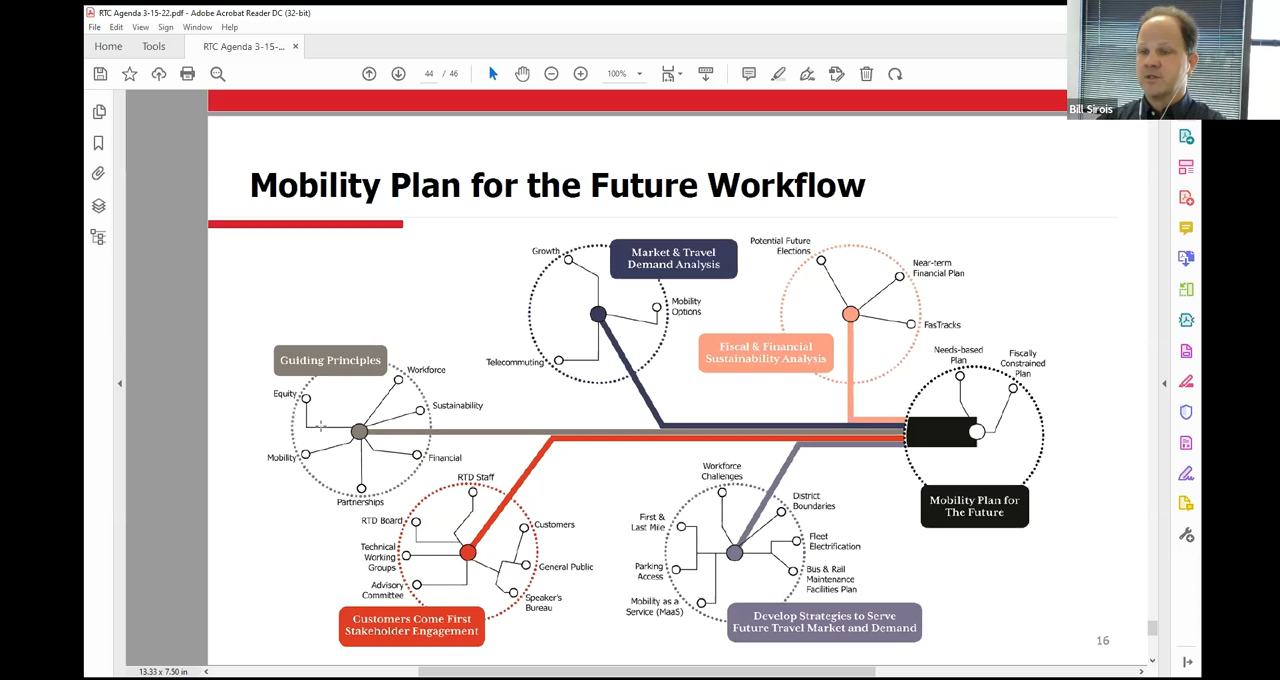 RTC Agenda 3-15-22.pdf - Adobe Acrobat Reader DC (32-bit)
File Edit View Sign Window Help
Home Tools RTC Agenda 3-15-... ×
44 / 46 100%
Bill Sirois
Mobility Plan for the Future Workflow
Growth
Market & Travel
Demand Analysis
Mobility
Options
Telecommuting
Potential Future
Elections
Near-term
Financial Plan
FasTracks
Fiscal & Financial
Sustainability Analysis
Guiding Principles
Workforce
Equity
Sustainability
Mobility
Financial
Partnerships
Needs-based
Plan
Fiscally
Constrained
Plan
Mobility Plan for
The Future
RTD Staff
RTD Board
Customers
Technical
Working
Groups
General Public
Advisory
Committee
Speaker's
Bureau
Customers Come First
Stakeholder Engagement
Workforce
Challenges
District
Boundaries
First &
Last Mile
Fleet
Electrification
Parking
Access
Bus & Rail
Maintenance
Facilities Plan
Mobility as a
Service (MaaS)
Develop Strategies to Serve
Future Travel Market and Demand
16
13.33 x 7.50 in